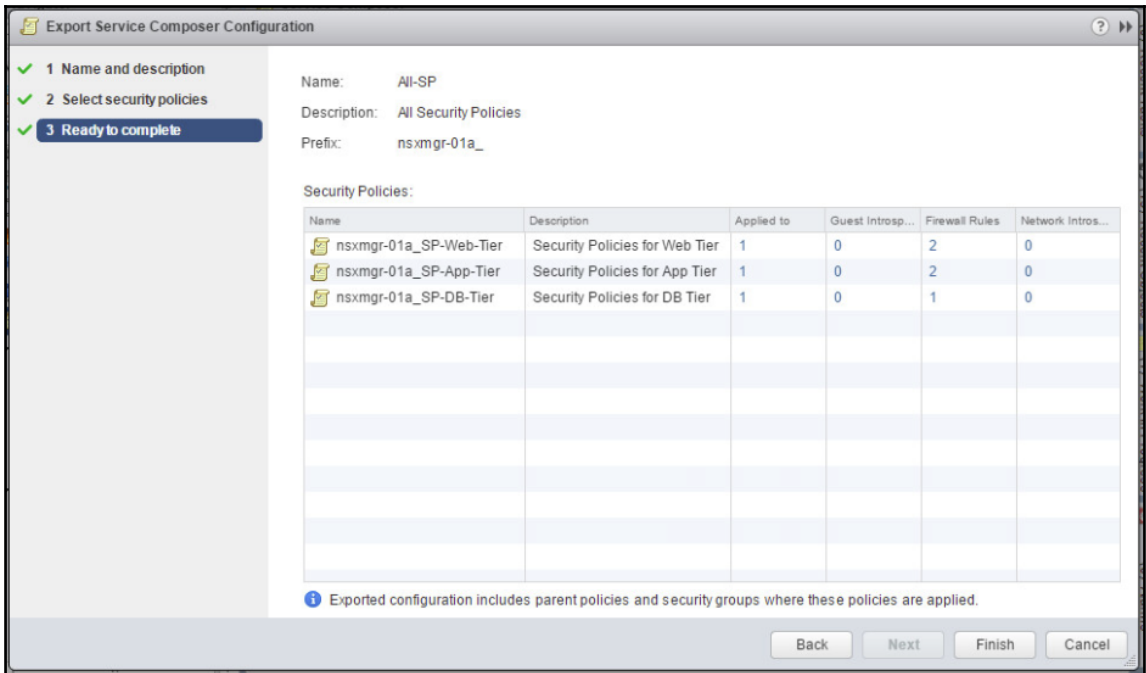 Export Service Composer Configuration
1 Name and description
2 Select security policies
3 Ready to complete
Name: All-SP
Description: All Security Policies
Prefix: nsxmgr-01a_
Security Policies:
Name Description Applied to Guest Introsp... Firewall Rules Network Intros...
nsxmgr-01a_SP-Web-Tier Security Policies for Web Tier 1 0 2 0
nsxmgr-01a_SP-App-Tier Security Policies for App Tier 1 0 2 0
nsxmgr-01a_SP-DB-Tier Security Policies for DB Tier 1 0 1 0
Exported configuration includes parent policies and security groups where these policies are applied.
Back Next Finish Cancel